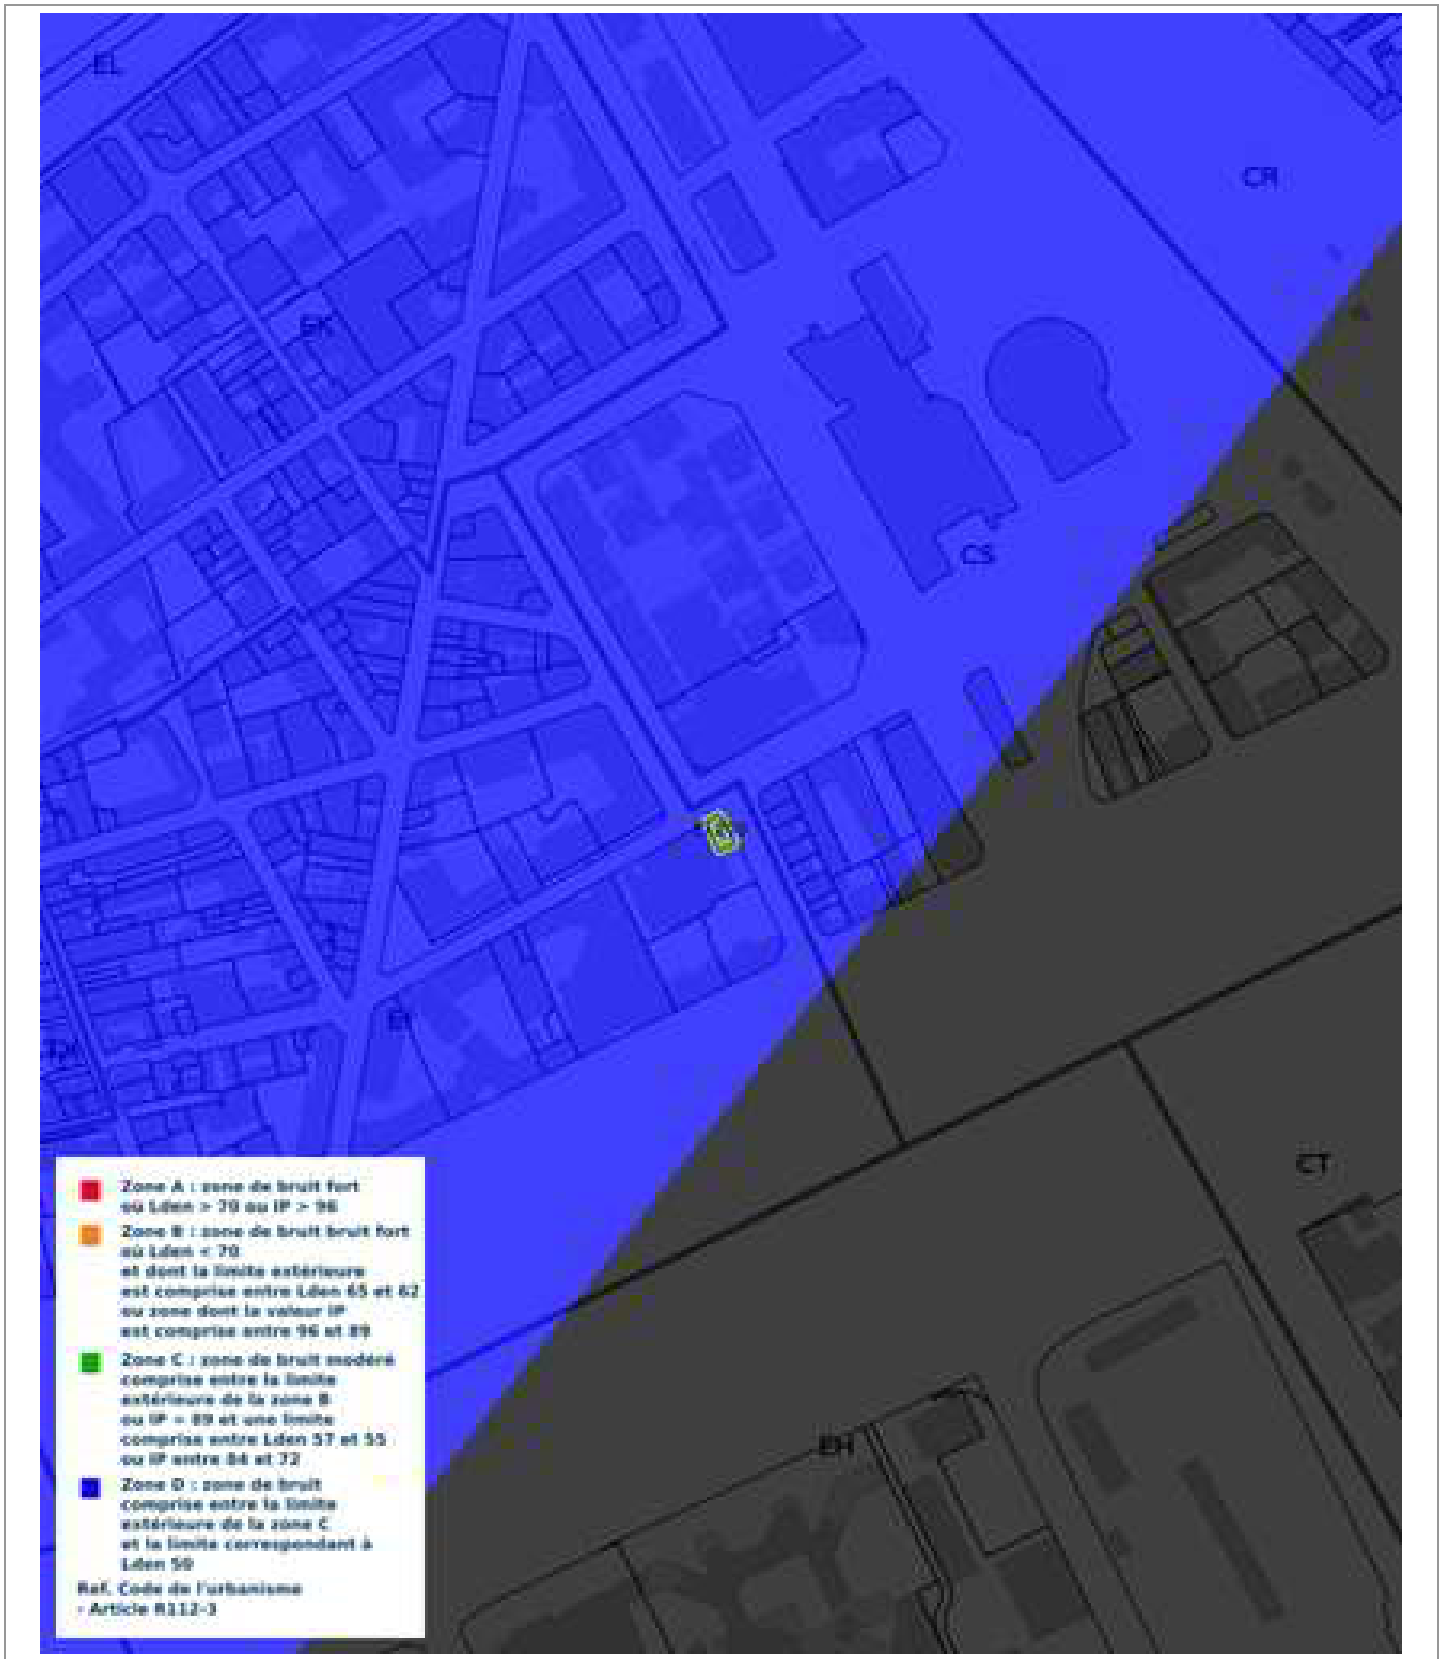 EL
CR
EK
CS
EI
CT
EH
Zone A : zone de bruit fort
où Lden > 70 ou IP > 96
Zone B : zone de bruit bruit fort
où Lden < 70
et dont la limite extérieure
est comprise entre Lden 65 et 62
ou zone dont la valeur IP
est comprise entre 96 et 89
Zone C : zone de bruit modéré
comprise entre la limite
extérieure de la zone B
ou IP = 89 et une limite
comprise entre Lden 57 et 55
ou IP entre 84 et 72
Zone D : zone de bruit
comprise entre la limite
extérieure de la zone C
et la limite correspondant à
Lden 50
Ref. Code de l'urbanisme
- Article R112-3